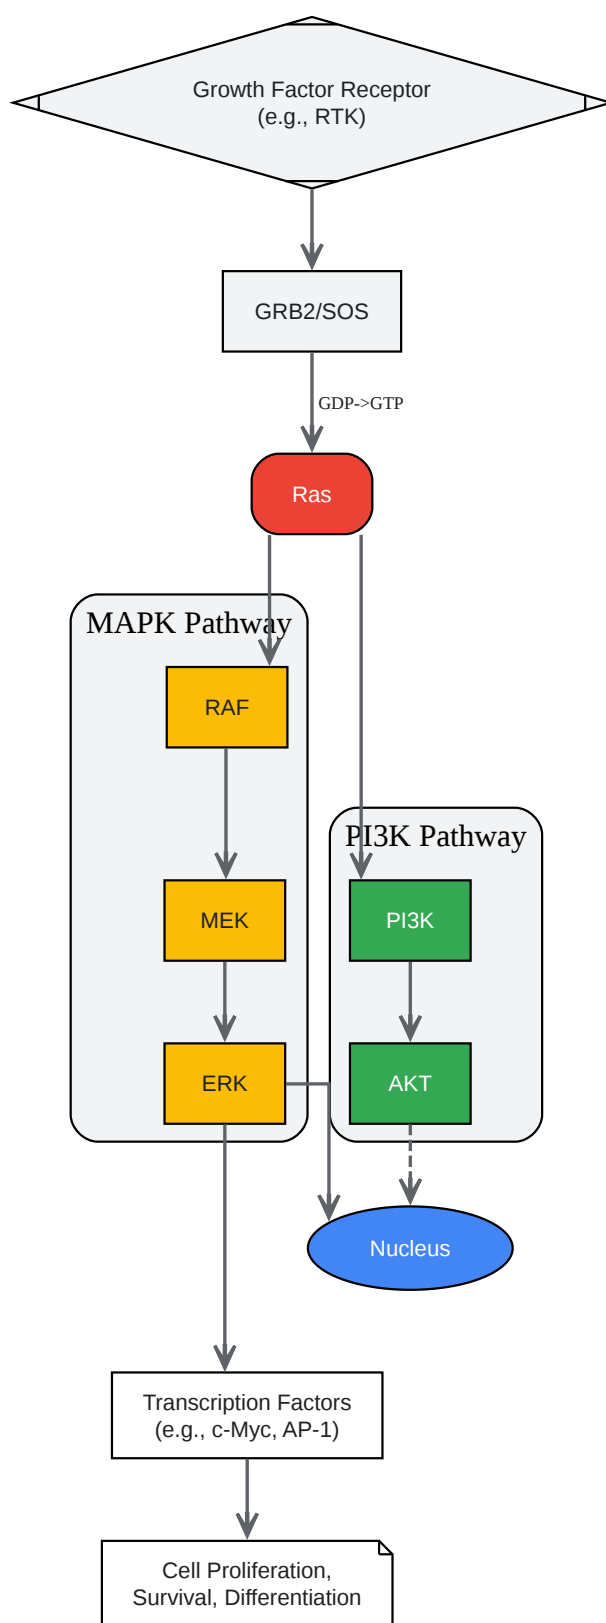 Growth Factor Receptor
(e.g., RTK)
GRB2/SOS
GDP->GTP
Ras
MAPK Pathway
RAF
PI3K Pathway
MEK
PI3K
ERK
AKT
Nucleus
Transcription Factors
(e.g., c-Myc, AP-1)
Cell Proliferation,
Survival, Differentiation